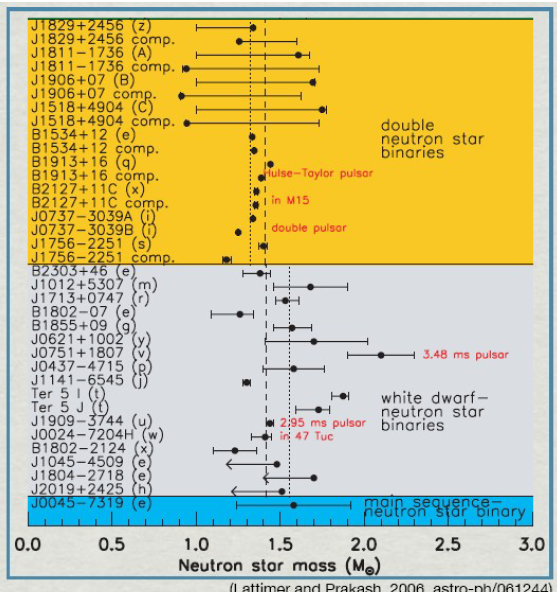 J1829+2456 (z)
J1829+2456 comp.
J1811-1736 (A)
J1811-1736 comp.
J1906+07 (B)
J1906+07 comp.
J1518+4904 (C)
J1518+4904 comp.
B1534+12 (e)
B1534+12 comp.
B1913+16 (q)
B1913+16 comp.
Hulse-Taylor pulsar
B2127+11C (x)
B2127+11C comp.
in M15
J0737-3039A (i)
J0737-3039B (i)
double pulsar
J1756-2251 (s)
J1756-2251 comp.
double
neutron star
binaries
B2303+46 (e)
J1012+5307 (m)
J1713+0747 (r)
B1802-07 (e)
B1855+09 (g)
J0621+1002 (y)
J0751+1807 (v)
3.48 ms pulsar
J0437-4715 (p)
J1141-6545 (j)
Ter 5 I (t)
Ter 5 J (t)
J1909-3744 (u)
2.95 ms pulsar
J0024-7204H (w)
in 47 Tuc
B1802-2124 (x)
J1045-4509 (e)
J1804-2718 (e)
J2019+2425 (h)
white dwarf-
neutron star
binaries
J0045-7319 (e)
main sequence-
neutron star binary
0.0 0.5 1.0 1.5 2.0 2.5 3.0
Neutron star mass (M⊙)
(Lattimer and Prakash, 2006, astro-ph/061244)